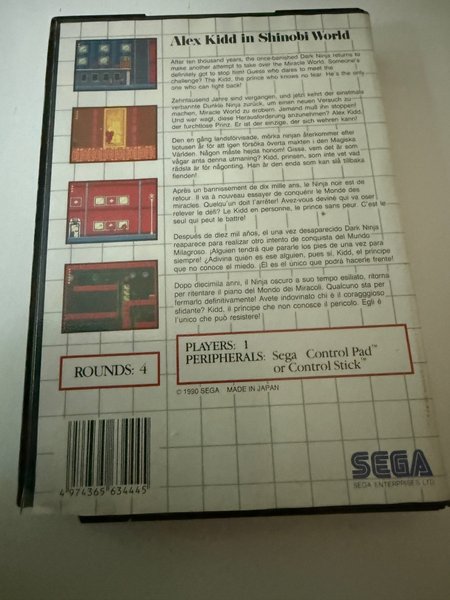 Alex Kidd in Shinobi World
After ten thousand years, the once-banished Dark Ninja returns to
make another attempt to take over the Miracle World. Someone's
definitely got to stop him! Guess who dares to meet the
challenge? The Kidd, the prince who knows no fear. He's the only
one who can fight back!
Zehntausend Jahre sind vergangen, und jetzt kehrt der einstmals
verbannte Dunkle Ninja zurück, um einen neuen Versuch zu
machen, Miracle World zu erobern. Jemand muß ihn stoppen!
Und wer wagt, diese Herausforderung anzunehmen? Alex Kidd,
der furchtlose Prinz. Er ist der einzige, der sich wehren kann!
Den en gång landsförvisade, mörka ninjan återkommer efter
tiotusen år för att igen försöka överta makten i den Magiska
Världen. Någon måste hejda honom! Gissa, vem det är som
vågar anta denna utmaning? Kidd, prinsen, som inte vet vad
rädsla är för någonting. Han är den enda som kan slå tillbaka
fienden!
Après un bannissement de dix mille ans, le Ninja noir est de
retour. Il va à nouveau essayer de conquérir le Monde des
miracles. Quelqu'un doit l'arrêter! Avez-vous deviné qui va oser
relever le défi? Le Kidd en personne, le prince sans peur. C'est le
seul qui peut le battre!
Después de diez mil años, el una vez desaparecido Dark Ninja
reaparece para realizar otro intento de conquista del Mundo
Milagroso. ¡Alguien tendrá que pararle los pies de una vez para
siempre! ¿Adivina quién es ese alguien, pues sí, Kidd, el príncipe
que no conoce el miedo. ¡Él es el único que podrá hacerle frente!
Dopo diecimila anni, il Ninja oscuro a suo tempo esiliato, ritorna
per ritentare il piano del Mondo dei Miracoli. Qualcuno sta per
fermarlo definitivamente! Avete indovinato chi è il coragggioso
sfidante? Kidd, il principe che non conosce il pericolo. Egli è
l'unico che può resistere!
ROUNDS: 4
PLAYERS: 1
PERIPHERALS: Sega Control Pad™
or Control Stick™
© 1990 SEGA MADE IN JAPAN
4 974365 634445
SEGA
SEGA ENTERPRISES LTD.